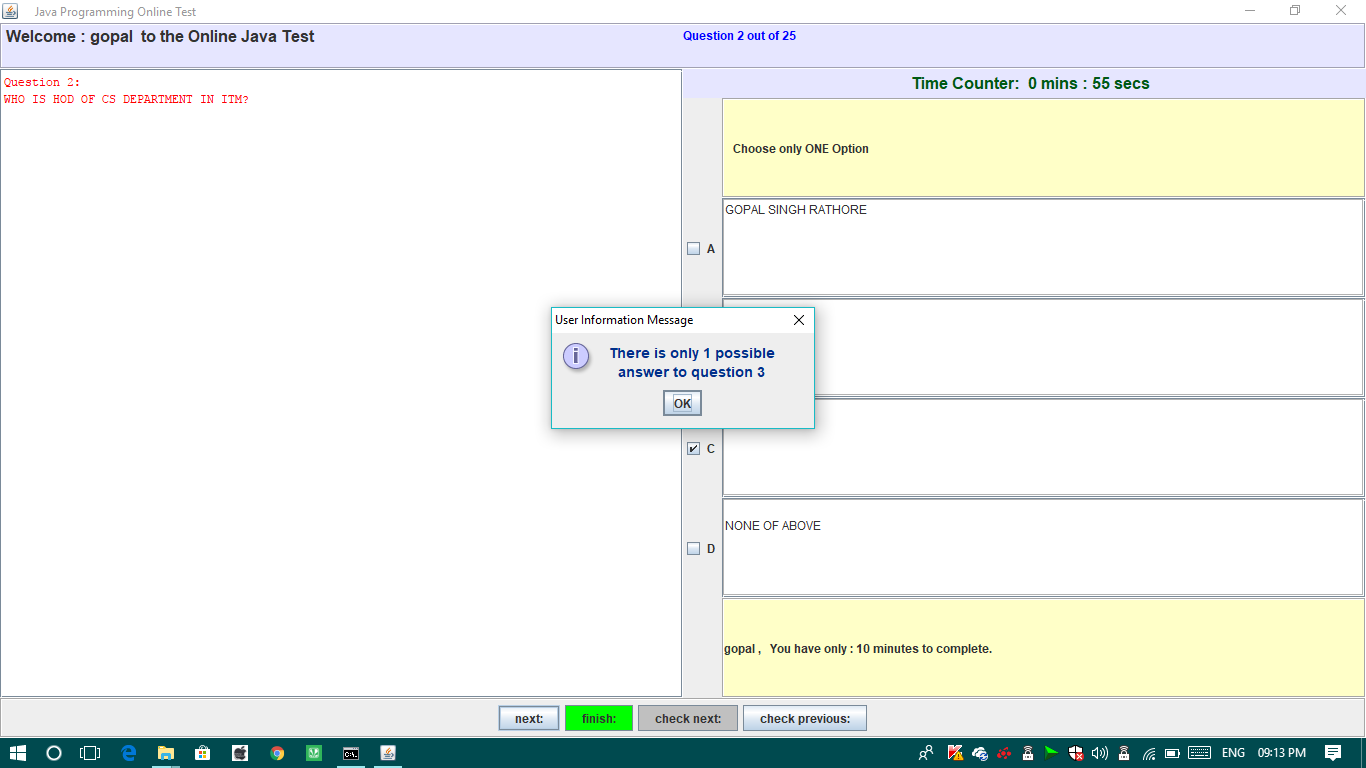 Java Programming Online Test
Welcome : gopal to the Online Java Test
Question 2 out of 25
Question 2:
WHO IS HOD OF CS DEPARTMENT IN ITM?
Time Counter: 0 mins : 55 secs
Choose only ONE Option
A
GOPAL SINGH RATHORE
User Information Message
There is only 1 possible
answer to question 3
OK
C
D
NONE OF ABOVE
gopal , You have only : 10 minutes to complete.
next:
finish:
check next:
check previous:
ENG
09:13 PM